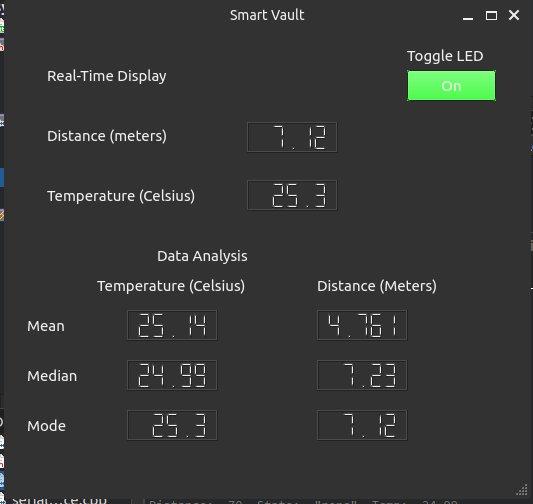 Smart Vault
Toggle LED
Real-Time Display
On
Distance (meters) 7.12
Temperature (Celsius) 25.3
Data Analysis
Temperature (Celsius) Distance (Meters)
Mean 25.14 4.761
Median 24.99 7.23
Mode 25.3 7.12